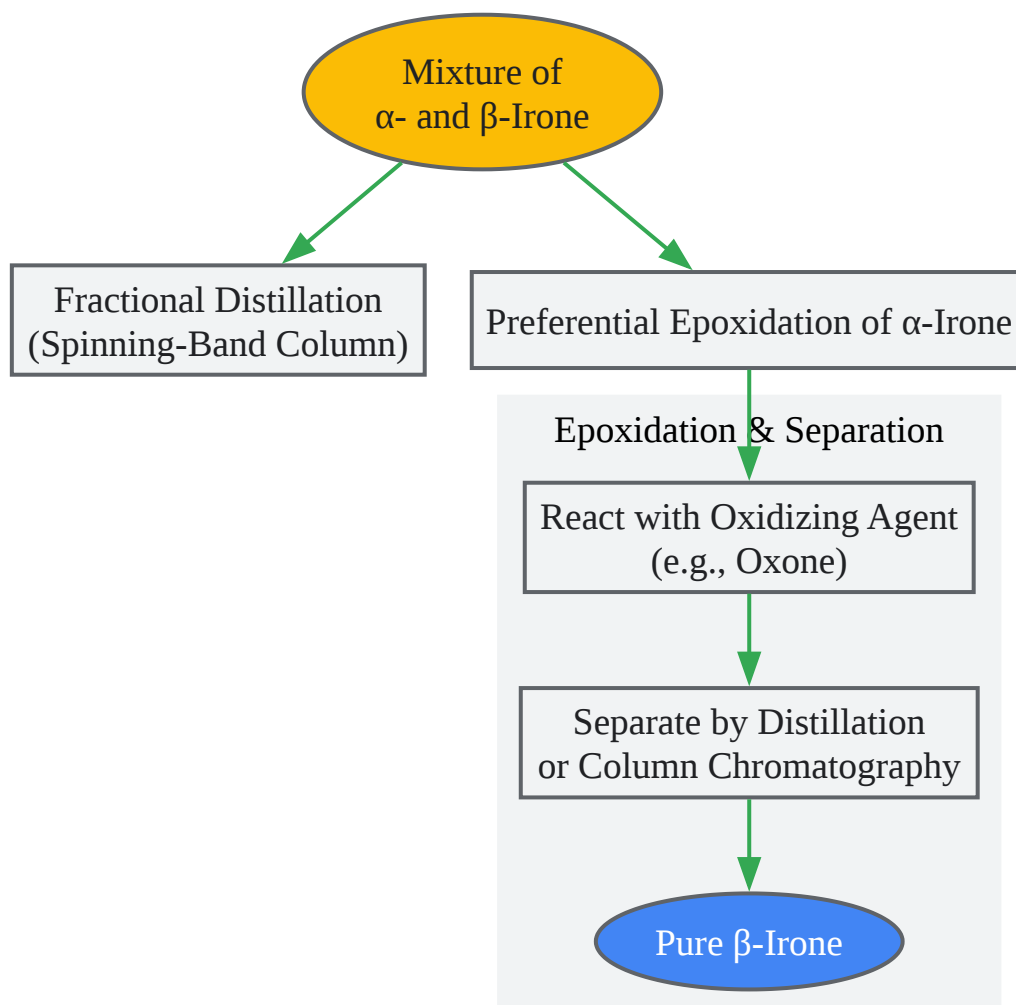 Mixture of
α- and β-Irone
Fractional Distillation
(Spinning-Band Column)
Preferential Epoxidation of α-Irone
Epoxidation & Separation
React with Oxidizing Agent
(e.g., Oxone)
Separate by Distillation
or Column Chromatography
Pure β-Irone